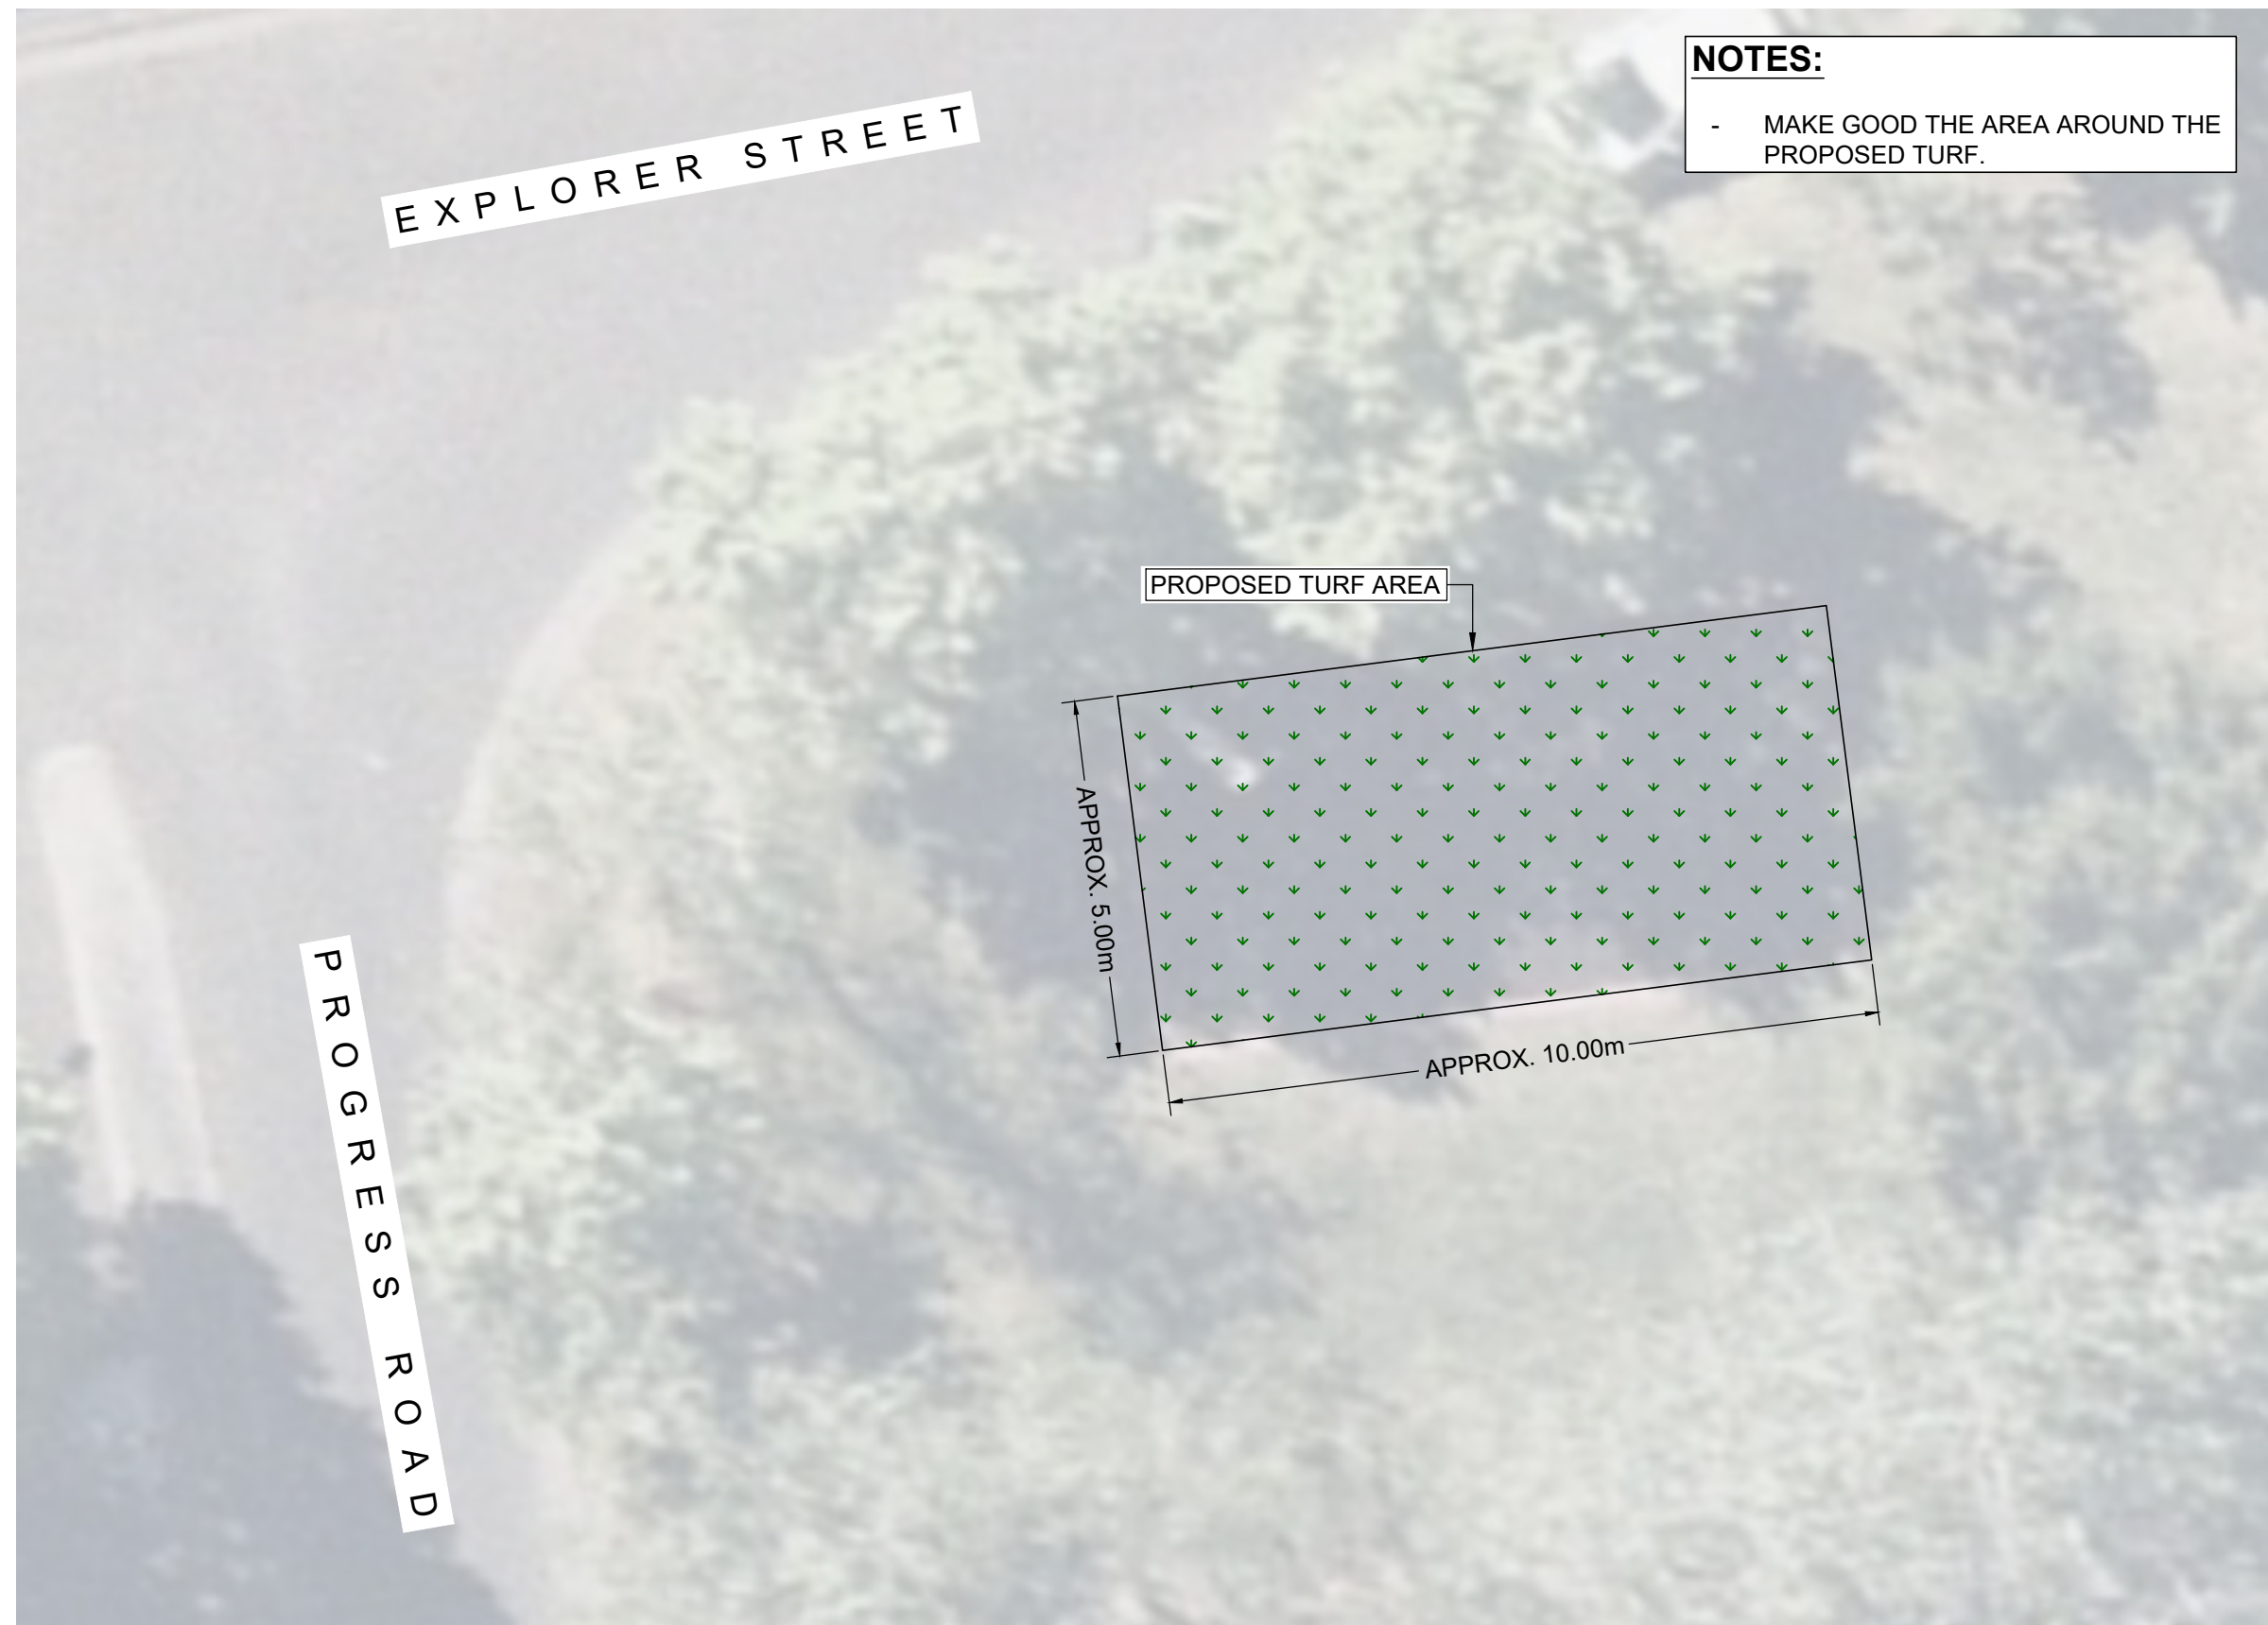 NOTES:
- MAKE GOOD THE AREA AROUND THE
PROPOSED TURF.
EXPLORER STREET
PROPOSED TURF AREA
APPROX. 5.00m
APPROX. 10.00m
PROGRESS ROAD